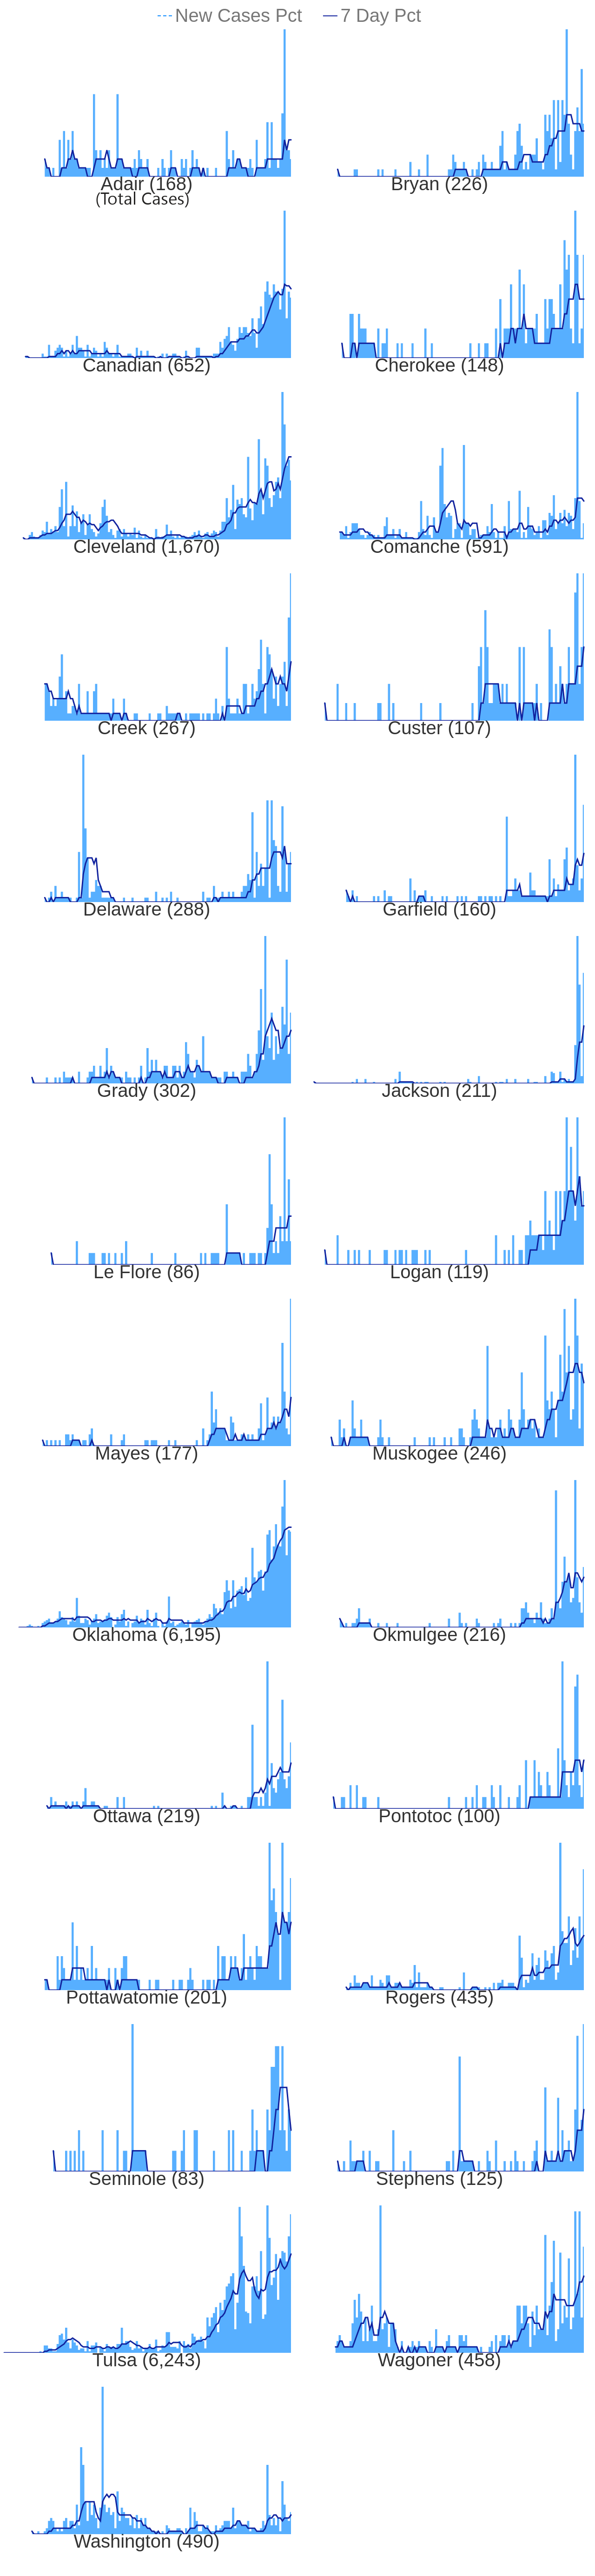 New Cases Pct 7 Day Pct
Adair (168) Bryan (226)
(Total Cases)
Canadian (652) Cherokee (148)
Cleveland (1,670) Comanche (591)
Creek (267) Custer (107)
Delaware (288) Garfield (160)
Grady (302) Jackson (211)
Le Flore (86) Logan (119)
Mayes (177) Muskogee (246)
Oklahoma (6,195) Okmulgee (216)
Ottawa (219) Pontotoc (100)
Pottawatomie (201) Rogers (435)
Seminole (83) Stephens (125)
Tulsa (6,243) Wagoner (458)
Washington (490)